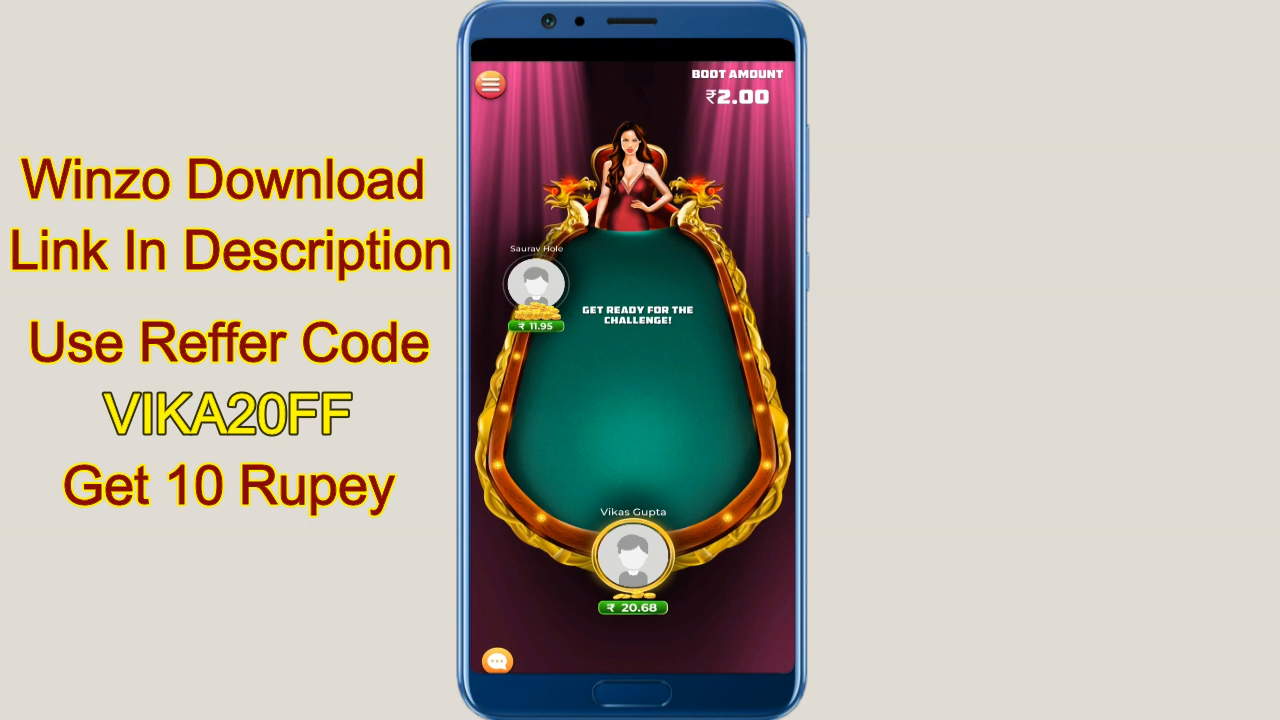 Winzo Download
Link In Description
Use Reffer Code
VIKA20FF
Get 10 Rupey
BOOT AMOUNT
₹2.00
Saurav Hole
₹ 11.95
GET READY FOR THE
CHALLENGE!
Vikas Gupta
₹ 20.68